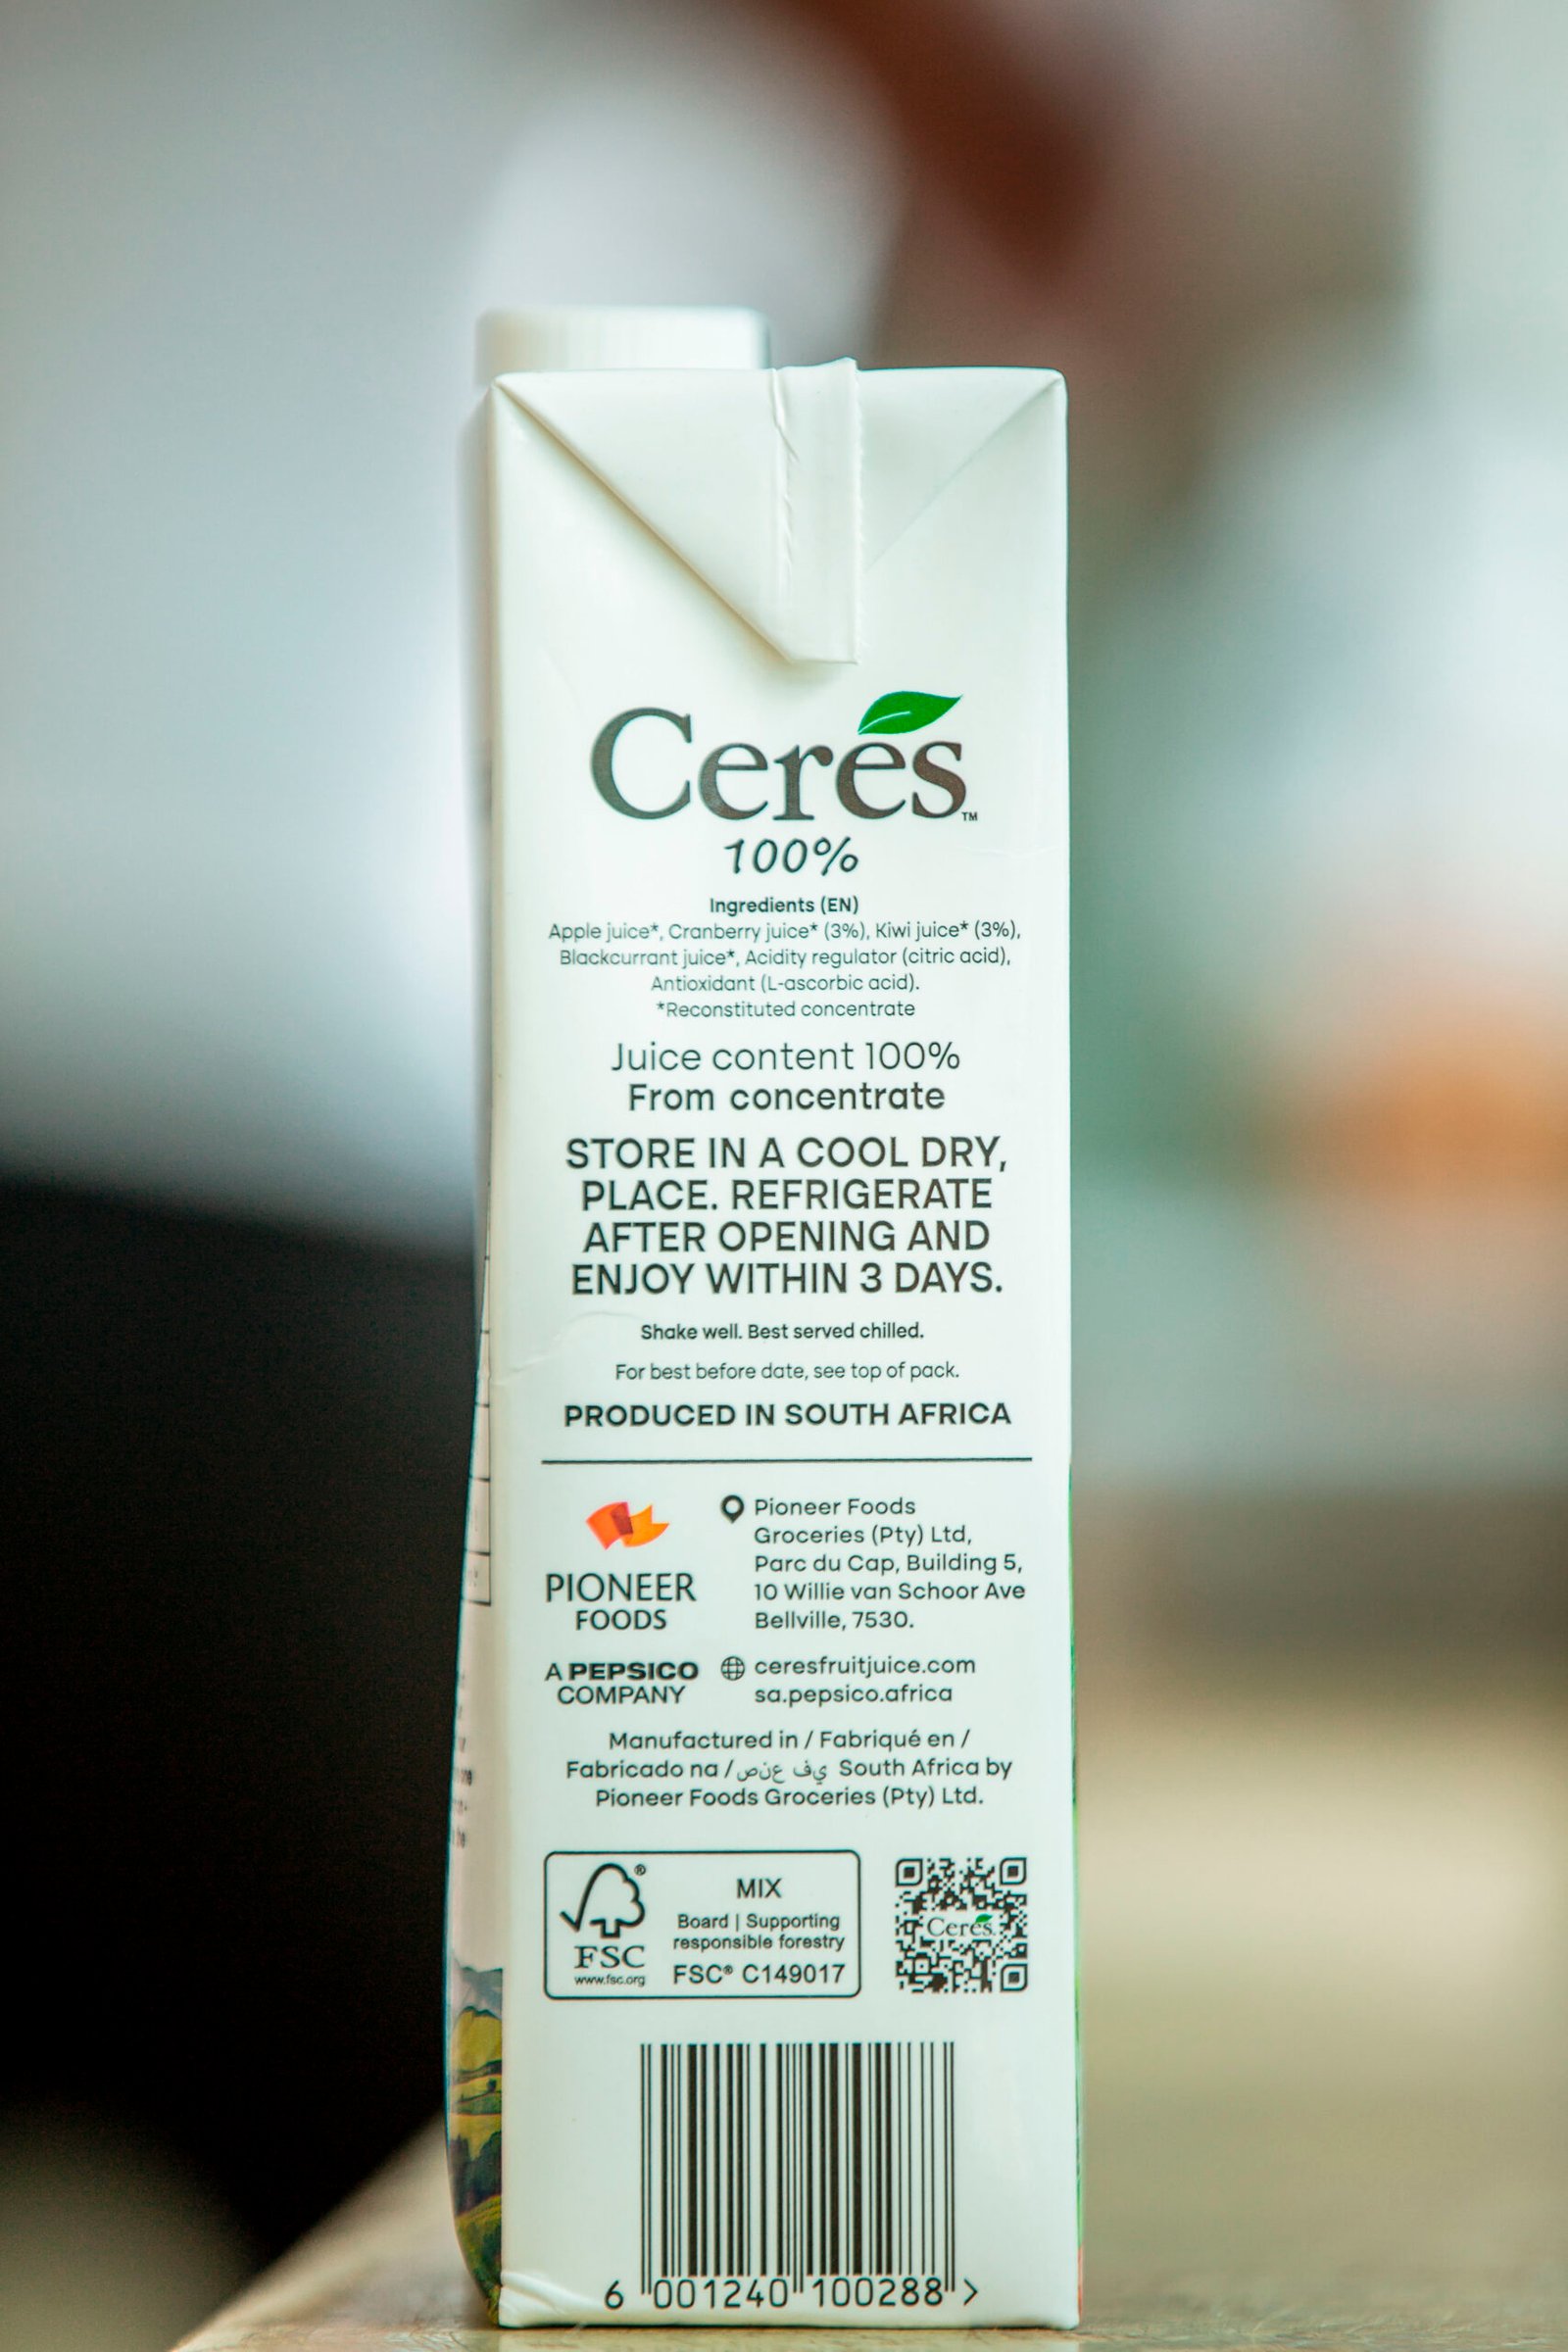 Ceres™
100%
Ingredients (EN)
Apple juice*, Cranberry juice* (3%), Kiwi juice* (3%),
Blackcurrant juice*, Acidity regulator (citric acid),
Antioxidant (L-ascorbic acid).
*Reconstituted concentrate
Juice content 100%
From concentrate
STORE IN A COOL DRY,
PLACE. REFRIGERATE
AFTER OPENING AND
ENJOY WITHIN 3 DAYS.
Shake well. Best served chilled.
For best before date, see top of pack.
PRODUCED IN SOUTH AFRICA
PIONEER
FOODS
A PEPSICO
COMPANY
Pioneer Foods
Groceries (Pty) Ltd,
Parc du Cap, Building 5,
10 Willie van Schoor Ave
Bellville, 7530.
ceresfruitjuice.com
sa.pepsico.africa
Manufactured in / Fabriqué en /
Fabricado na / صنع في South Africa by
Pioneer Foods Groceries (Pty) Ltd.
FSC®
www.fsc.org
MIX
Board | Supporting
responsible forestry
FSC® C149017
Ceres
6 001240 100288 >